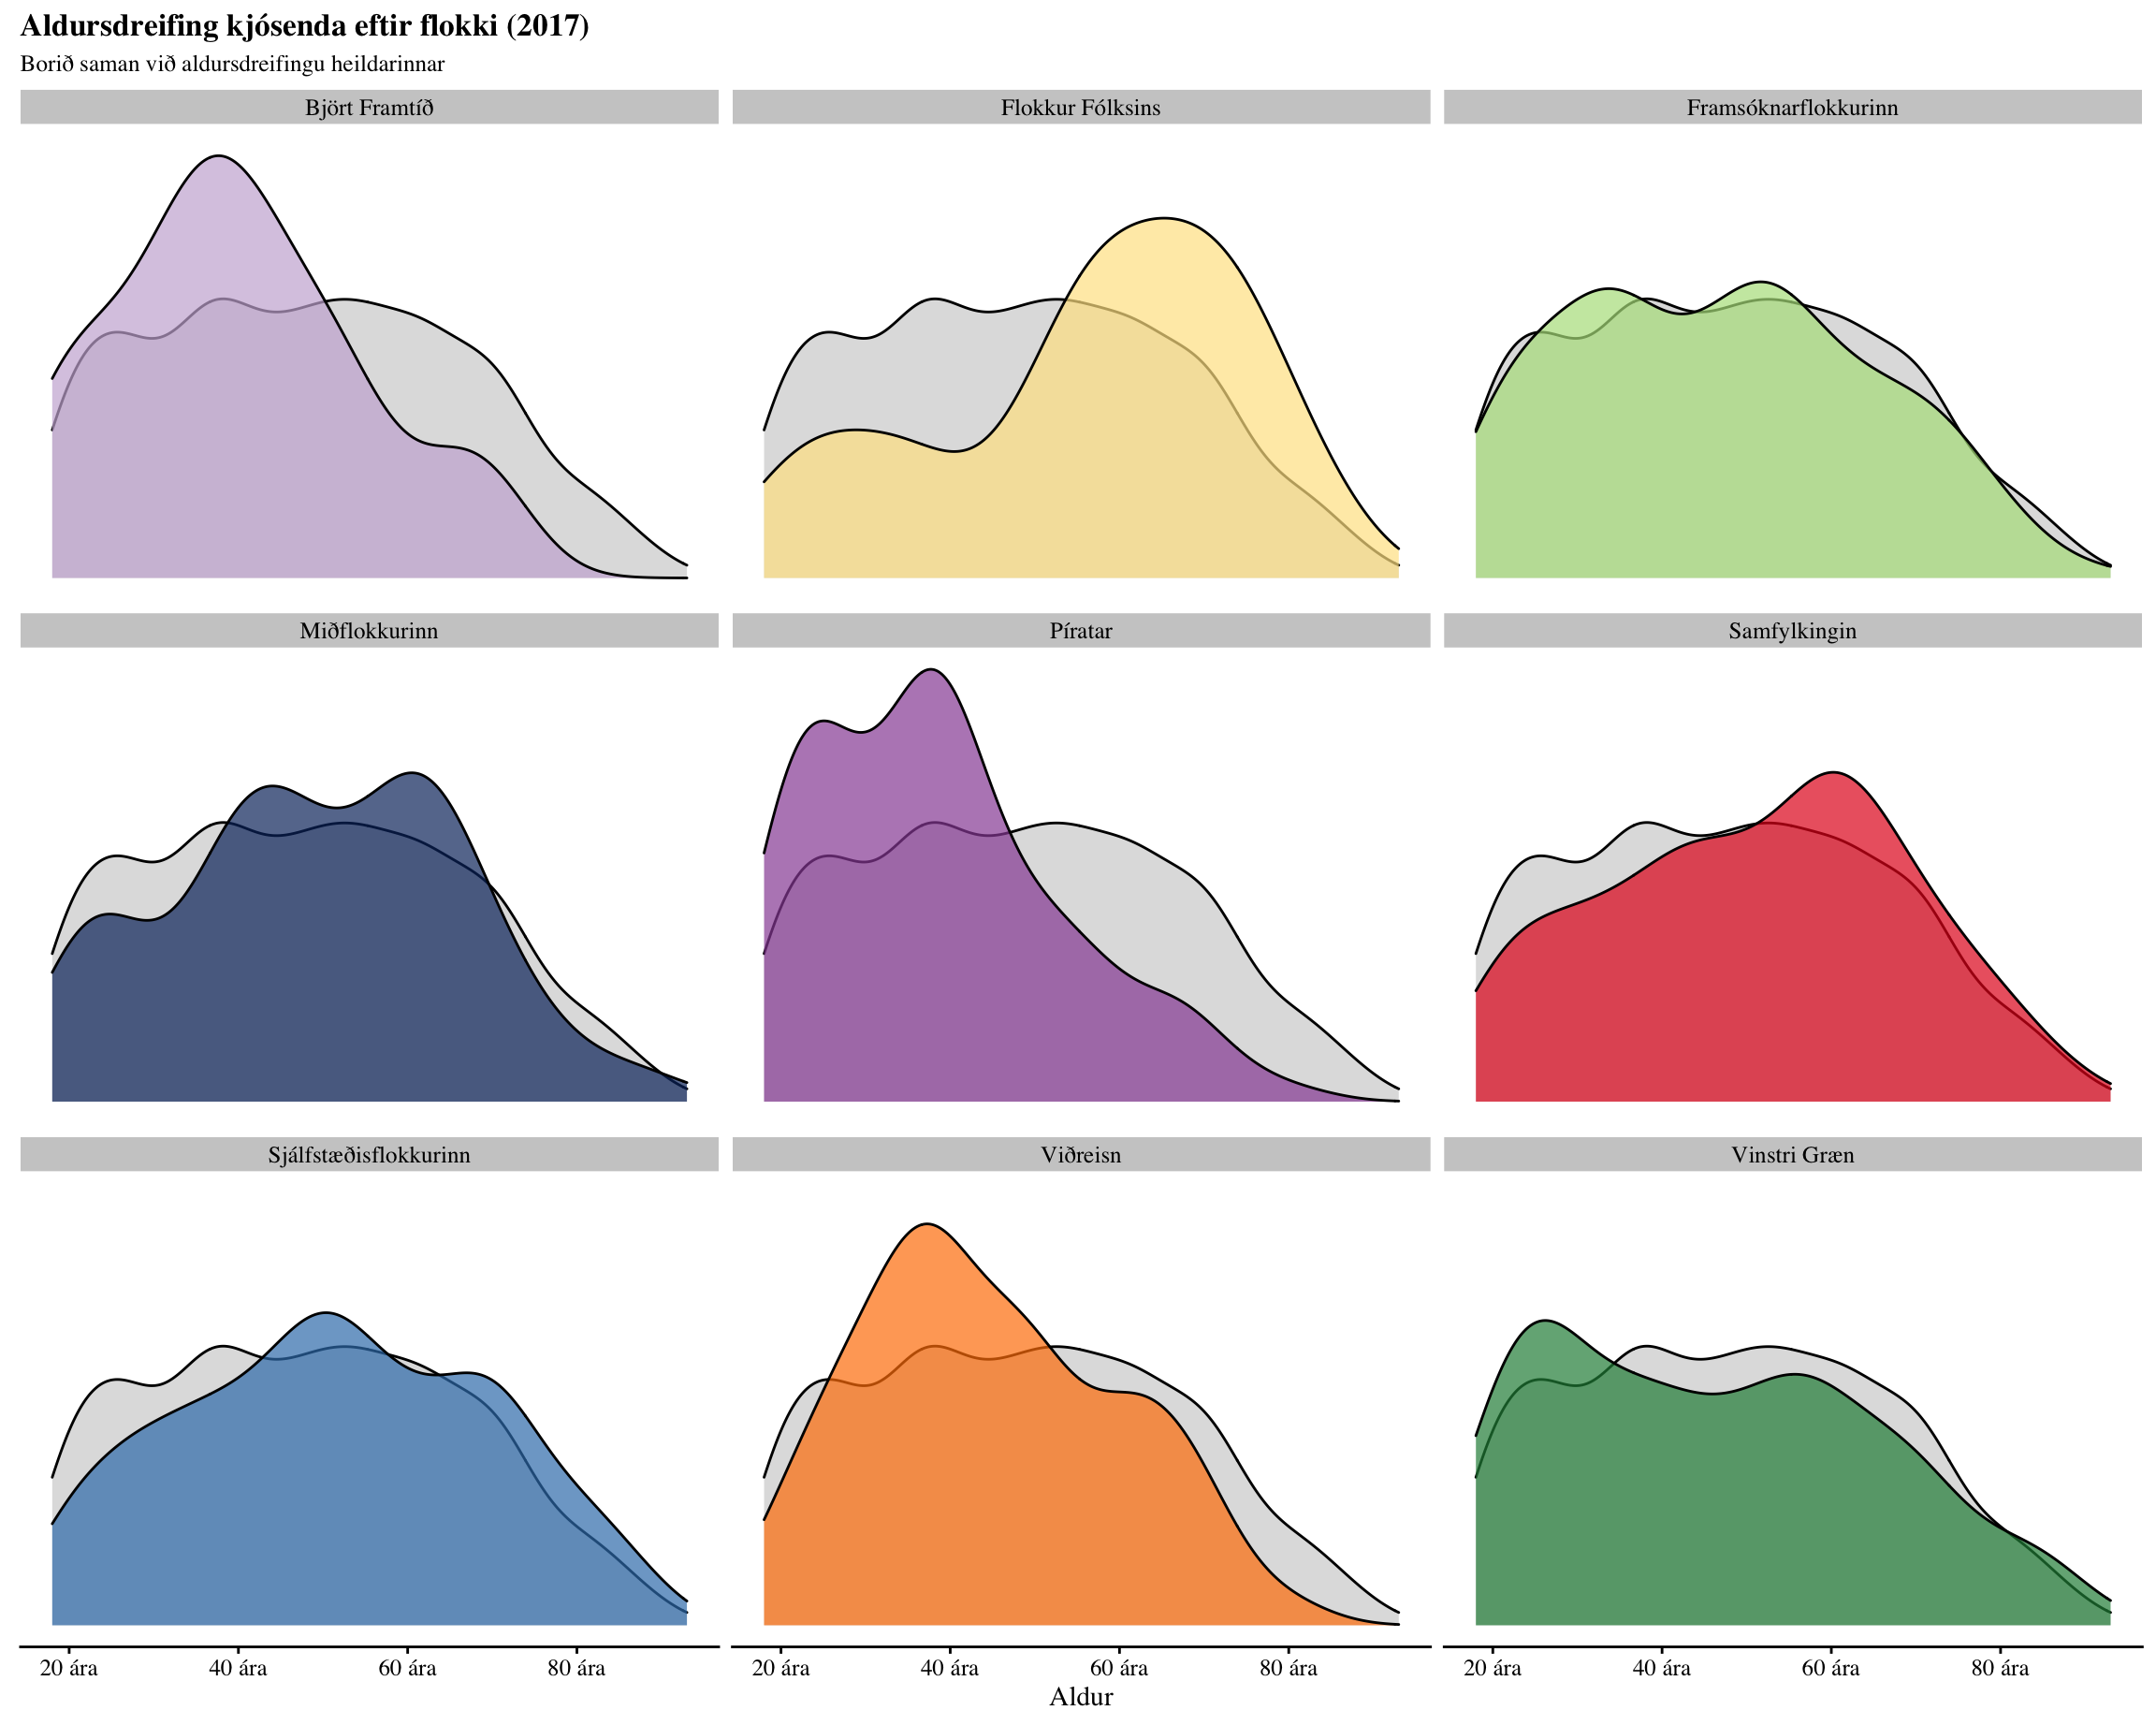 Aldursdreifing kjósenda eftir flokki (2017)
Borið saman við aldursdreifingu heildarinnar
Björt Framtíð
Flokkur Fólksins
Framsóknarflokkurinn
Miðflokkurinn
Píratar
Samfylkingin
Sjálfstæðisflokkurinn
Viðreisn
Vinstri Græn
20 ára 40 ára 60 ára 80 ára
20 ára 40 ára 60 ára 80 ára
20 ára 40 ára 60 ára 80 ára
Aldur